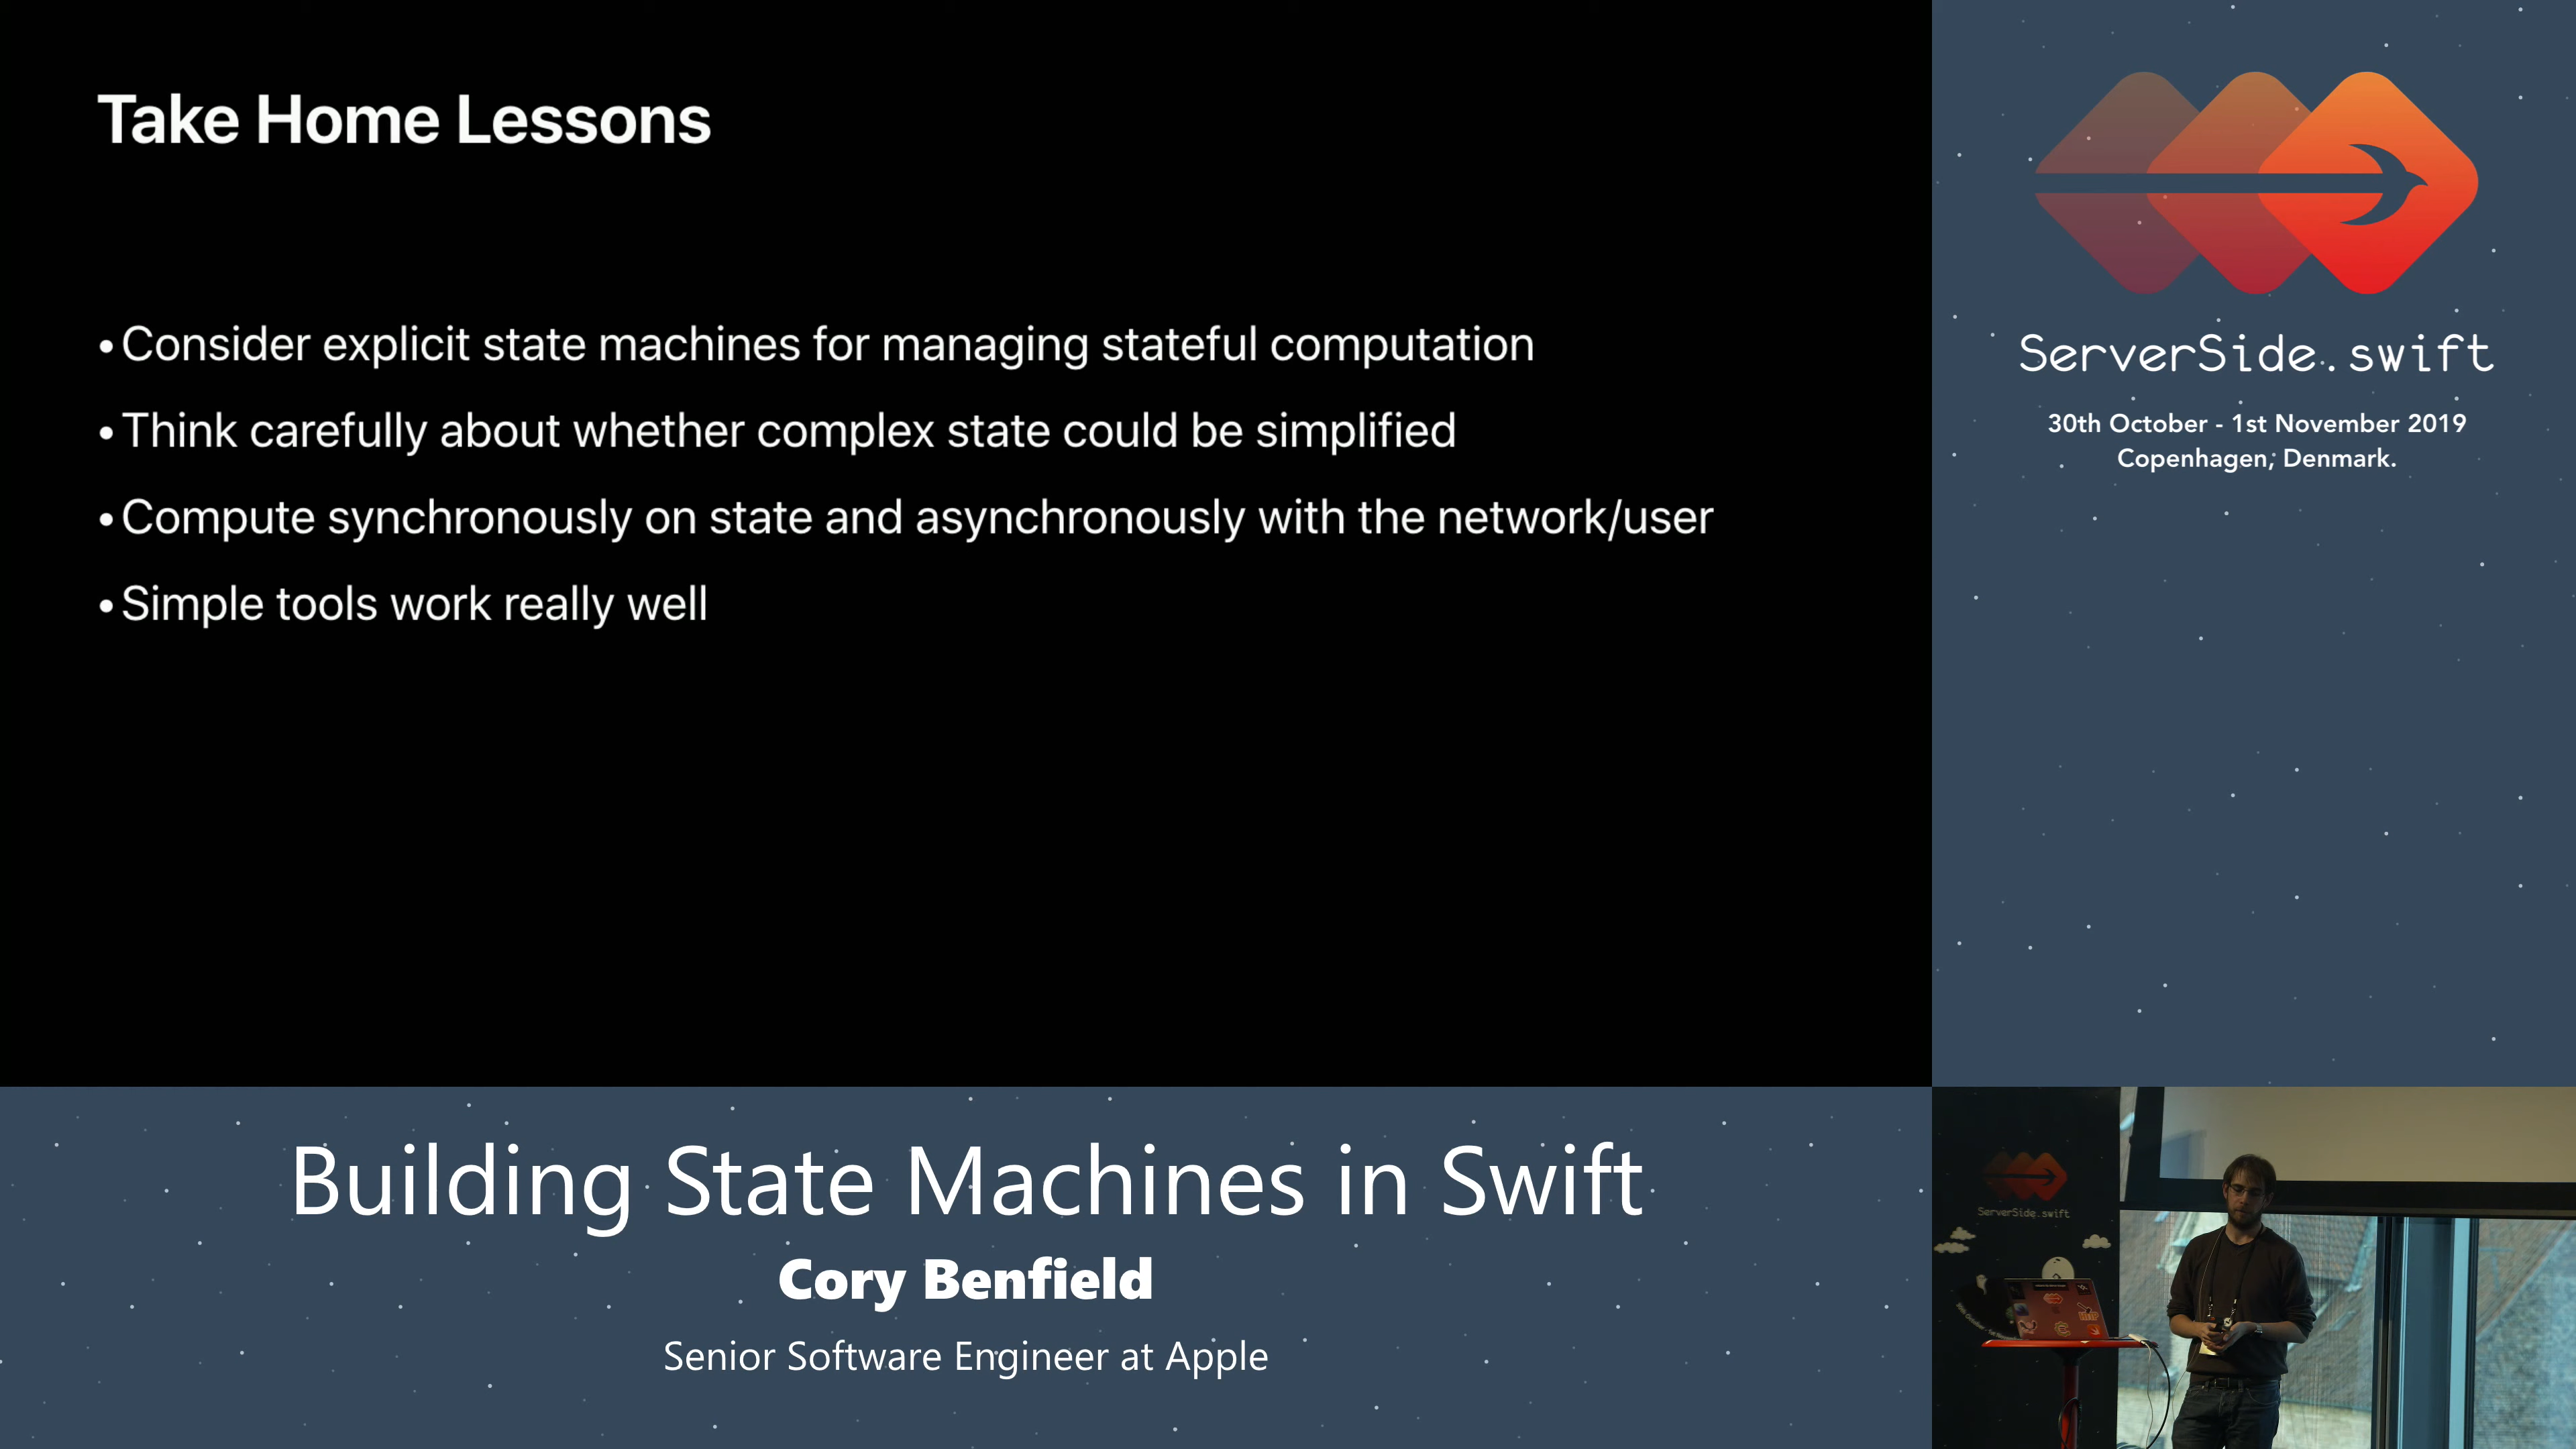 Take Home Lessons
• Consider explicit state machines for managing stateful computation
• Think carefully about whether complex state could be simplified
• Compute synchronously on state and asynchronously with the network/user
• Simple tools work really well
ServerSide.swift
30th October - 1st November 2019
Copenhagen, Denmark.
Building State Machines in Swift
Cory Benfield
Senior Software Engineer at Apple
ServerSide.swift